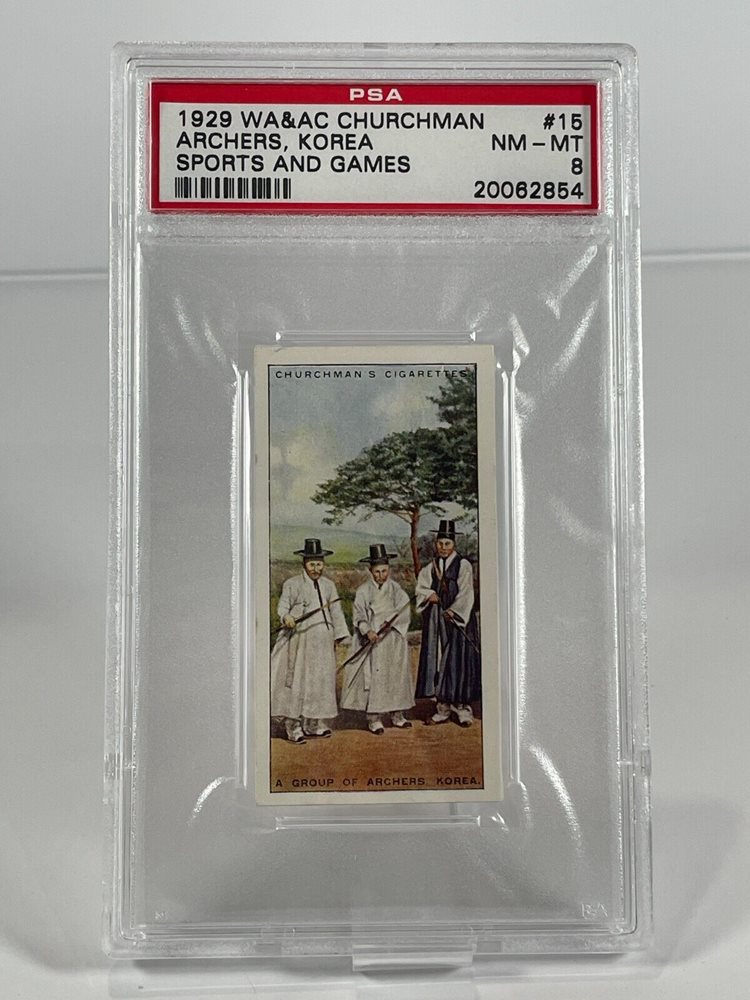 PSA
1929 WA&AC CHURCHMAN #15
ARCHERS, KOREA NM-MT
SPORTS AND GAMES 8
20062854
CHURCHMAN'S CIGARETTES
A GROUP OF ARCHERS, KOREA.
PSA